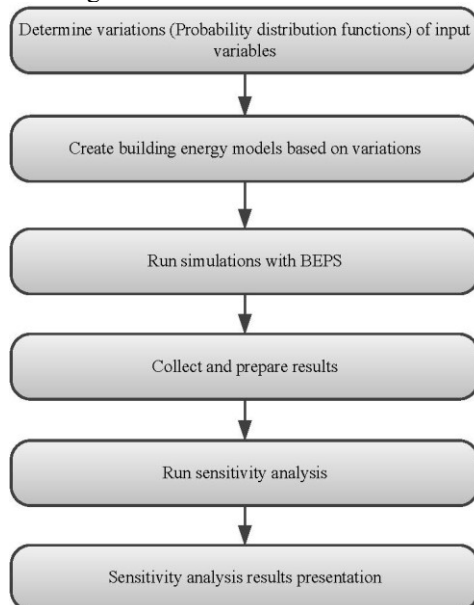 Determine variations (Probability distribution functions) of input
variables
Create building energy models based on variations
Run simulations with BEPS
Collect and prepare results
Run sensitivity analysis
Sensitivity analysis results presentation